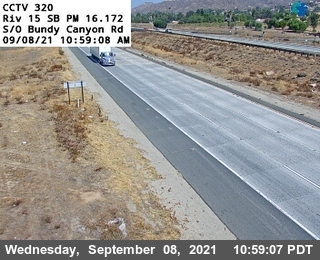 CCTV 320
Riv 15 SB PM 16.172
S/O Bundy Canyon Rd
09/08/21 10:59:08 AM
Wednesday, September 08, 2021 10:59:07 PDT